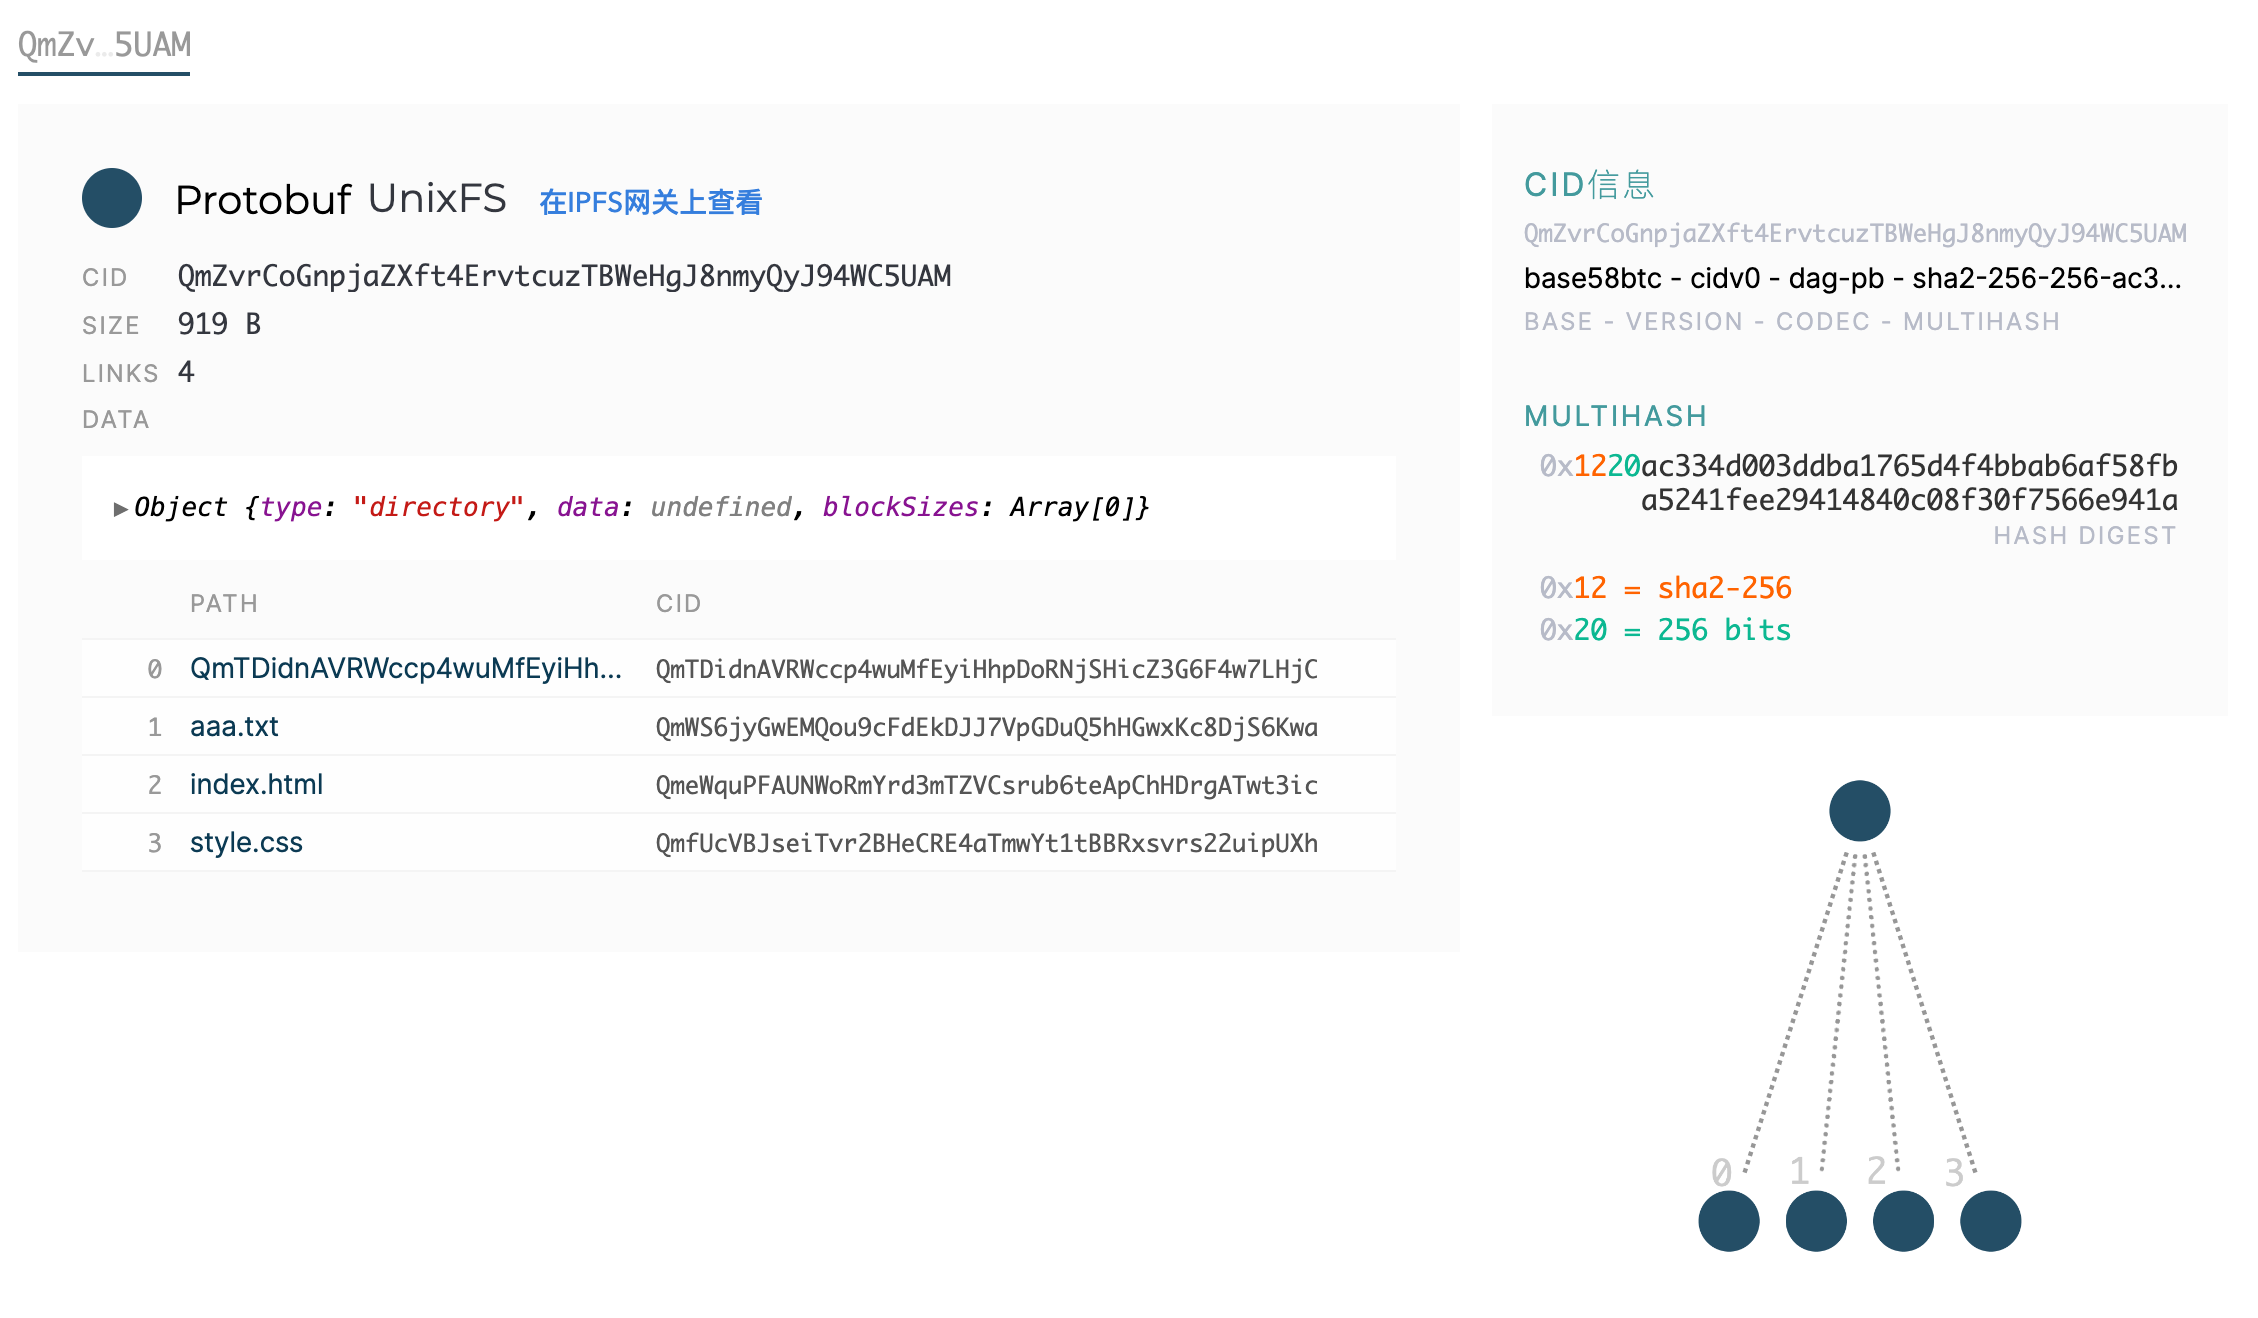 QmZv...5UAM
Protobuf UnixFS 在IPFS网关上查看
CID QmZvrCoGnpjaZXft4ErvtcuzTBWeHgJ8nmyQyJ94WC5UAM
SIZE 919 B
LINKS 4
DATA
▶Object {type: "directory", data: undefined, blockSizes: Array[0]}
PATH CID
0 QmTDidnAVRWccp4wuMfEyiHh... QmTDidnAVRWccp4wuMfEyiHhpDoRNjSHicZ3G6F4w7LHjC
1 aaa.txt QmWS6jyGwEMQou9cFdEkDJJ7VpGDuQ5hHGwxKc8DjS6Kwa
2 index.html QmeWquPFAUNWoRmYrd3mTZVCsrub6teApChHDrgATwt3ic
3 style.css QmfUcVBJseiTvr2BHeCRE4aTmwYt1tBBRxsvrs22uipUXh
CID信息
QmZvrCoGnpjaZXft4ErvtcuzTBWeHgJ8nmyQyJ94WC5UAM
base58btc - cidv0 - dag-pb - sha2-256-256-ac3...
BASE - VERSION - CODEC - MULTIHASH
MULTIHASH
0x1220ac334d003ddba1765d4f4bbab6af58fb
a5241fee29414840c08f30f7566e941a
HASH DIGEST
0x12 = sha2-256
0x20 = 256 bits
0 1 2 3